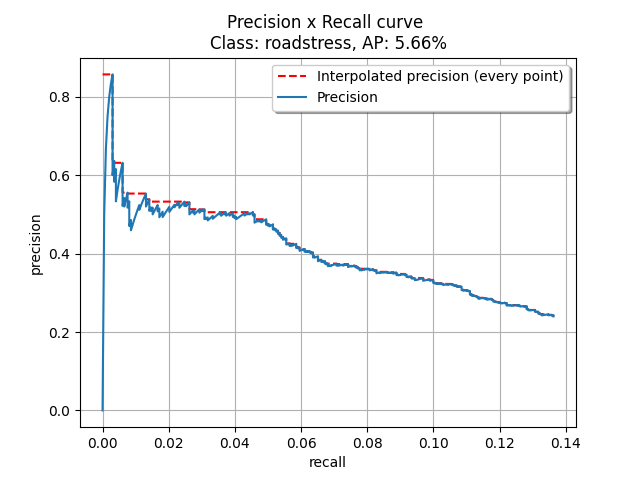 Precision x Recall curve
Class: roadstress, AP: 5.66%
Interpolated precision (every point)
Precision
0.8
0.6
0.4
0.2
0.0
precision
0.00 0.02 0.04 0.06 0.08 0.10 0.12 0.14
recall